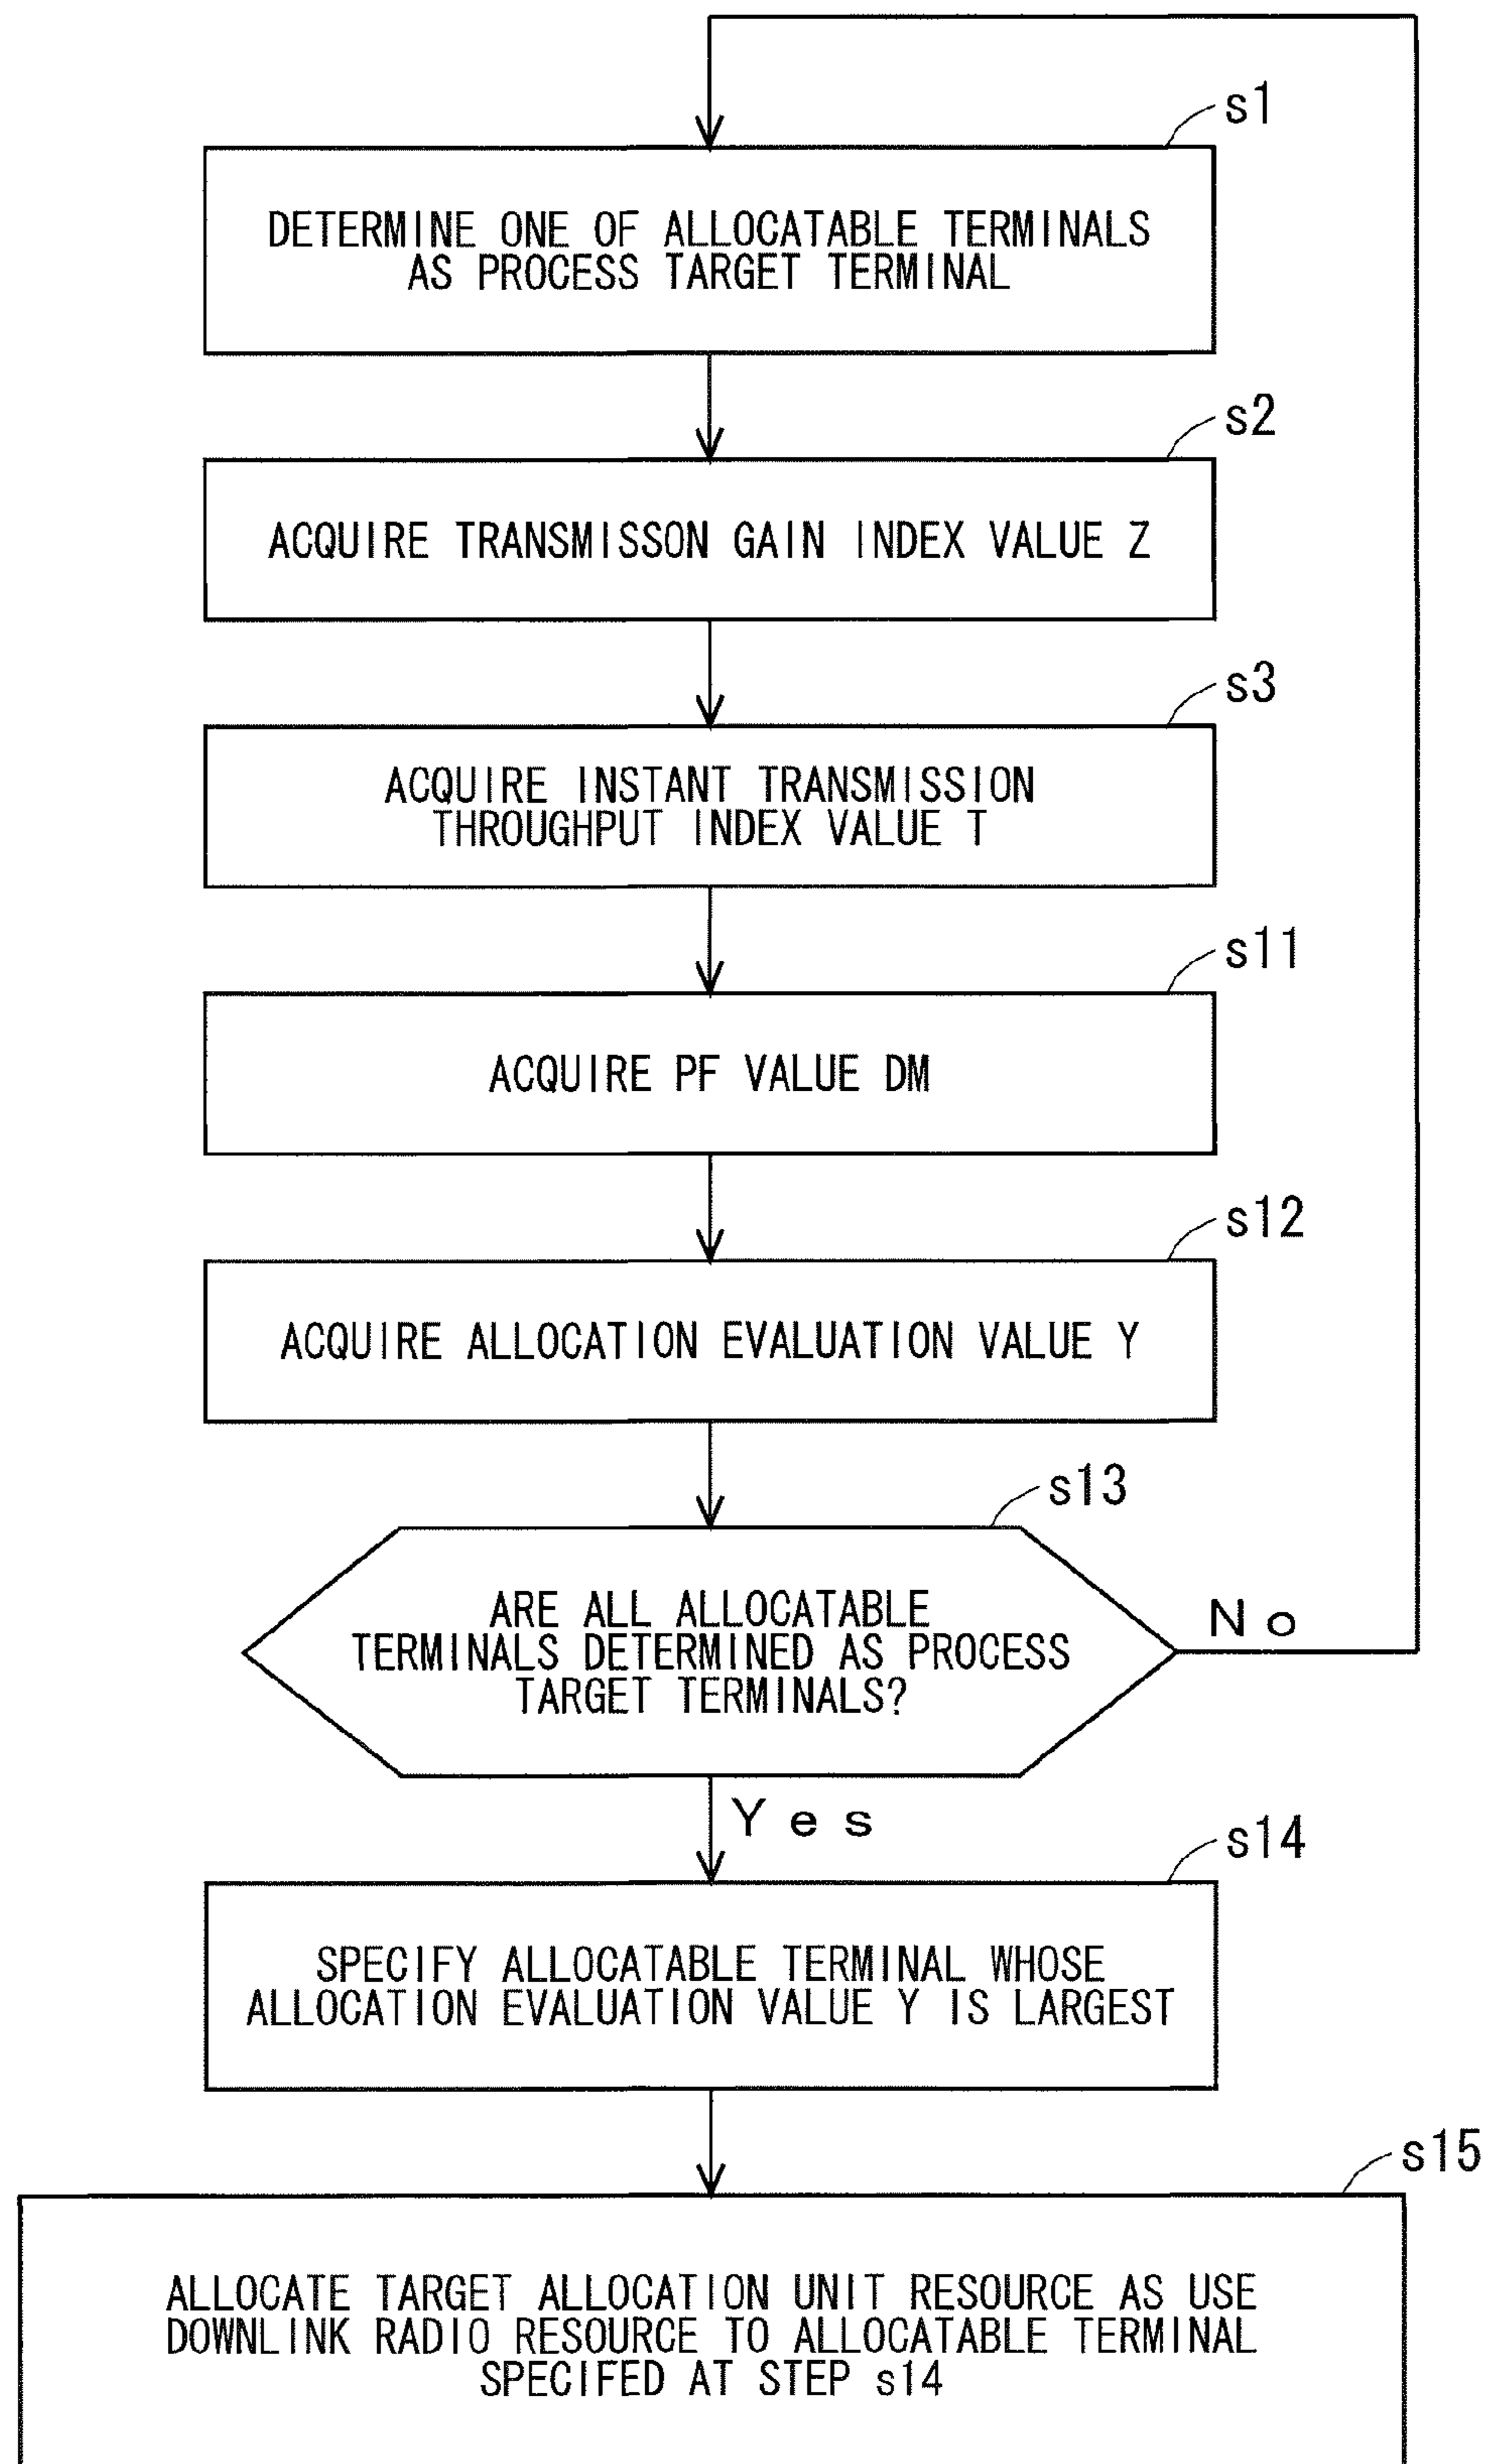 s1
DETERMINE ONE OF ALLOCATABLE TERMINALS
AS PROCESS TARGET TERMINAL
s2
ACQUIRE TRANSMISSON GAIN INDEX VALUE Z
s3
ACQUIRE INSTANT TRANSMISSION
THROUGHPUT INDEX VALUE T
s11
ACQUIRE PF VALUE DM
s12
ACQUIRE ALLOCATION EVALUATION VALUE Y
s13
ARE ALL ALLOCATABLE
TERMINALS DETERMINED AS PROCESS
TARGET TERMINALS?
No
Yes
s14
SPECIFY ALLOCATABLE TERMINAL WHOSE
ALLOCATION EVALUATION VALUE Y IS LARGEST
s15
ALLOCATE TARGET ALLOCATION UNIT RESOURCE AS USE
DOWNLINK RADIO RESOURCE TO ALLOCATABLE TERMINAL
SPECIFED AT STEP s14